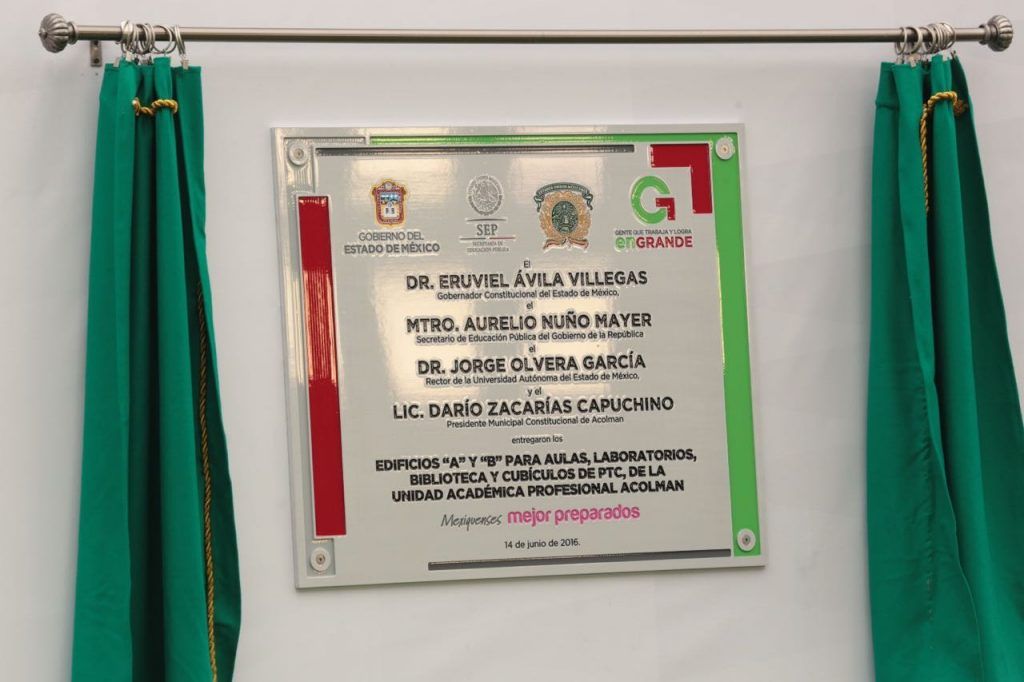 GOBIERNO DEL
ESTADO DE MÉXICO
SEP
SECRETARÍA DE
EDUCACIÓN PÚBLICA
GENTE QUE TRABAJA Y LOGRA
enGRANDE
El
DR. ERUVIEL ÁVILA VILLEGAS
Gobernador Constitucional del Estado de México,
el
MTRO. AURELIO NUÑO MAYER
Secretario de Educación Pública del Gobierno de la República
el
DR. JORGE OLVERA GARCÍA
Rector de la Universidad Autónoma del Estado de México,
y el
LIC. DARÍO ZACARÍAS CAPUCHINO
Presidente Municipal Constitucional de Acolman
entregaron los
EDIFICIOS “A” Y “B” PARA AULAS, LABORATORIOS,
BIBLIOTECA Y CUBÍCULOS DE PTC, DE LA
UNIDAD ACADÉMICA PROFESIONAL ACOLMAN
Mexiquenses mejor preparados
14 de junio de 2016.